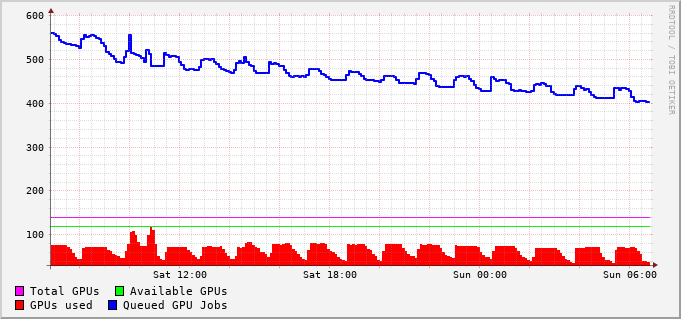 600
500
400
300
200
100
Sat 12:00 Sat 18:00 Sun 00:00 Sun 06:00
Total GPUs Available GPUs
GPUs used Queued GPU Jobs
RRDTOOL / TOBI OETIKER